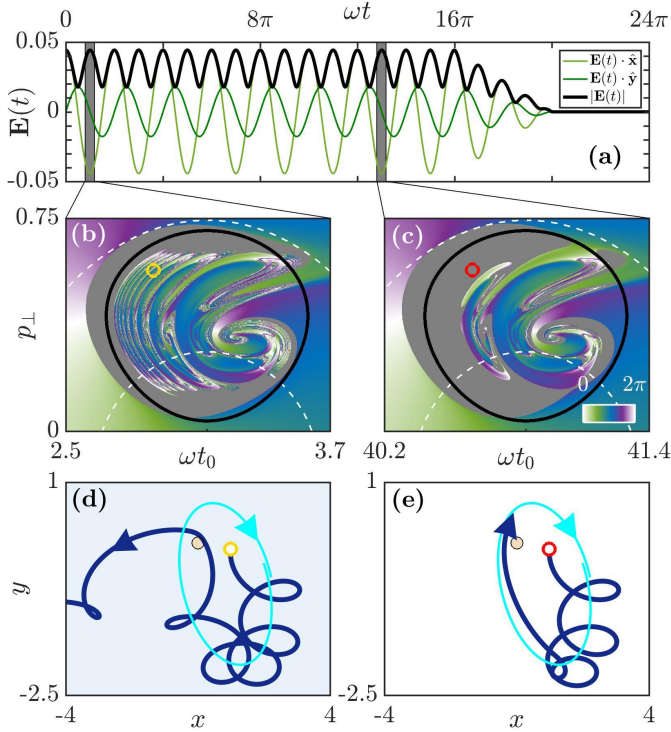 ωt
0 8π 16π 24π
0.05
0
-0.05
E(t)
E(t) · x̂
E(t) · ŷ
|E(t)|
(a)
0.75
0
p⊥
(b)
(c)
0 2π
2.5 3.7
ωt₀
40.2 41.4
ωt₀
1
-2.5
y
(d)
-4 4
x
1
-2.5
(e)
-4 4
x